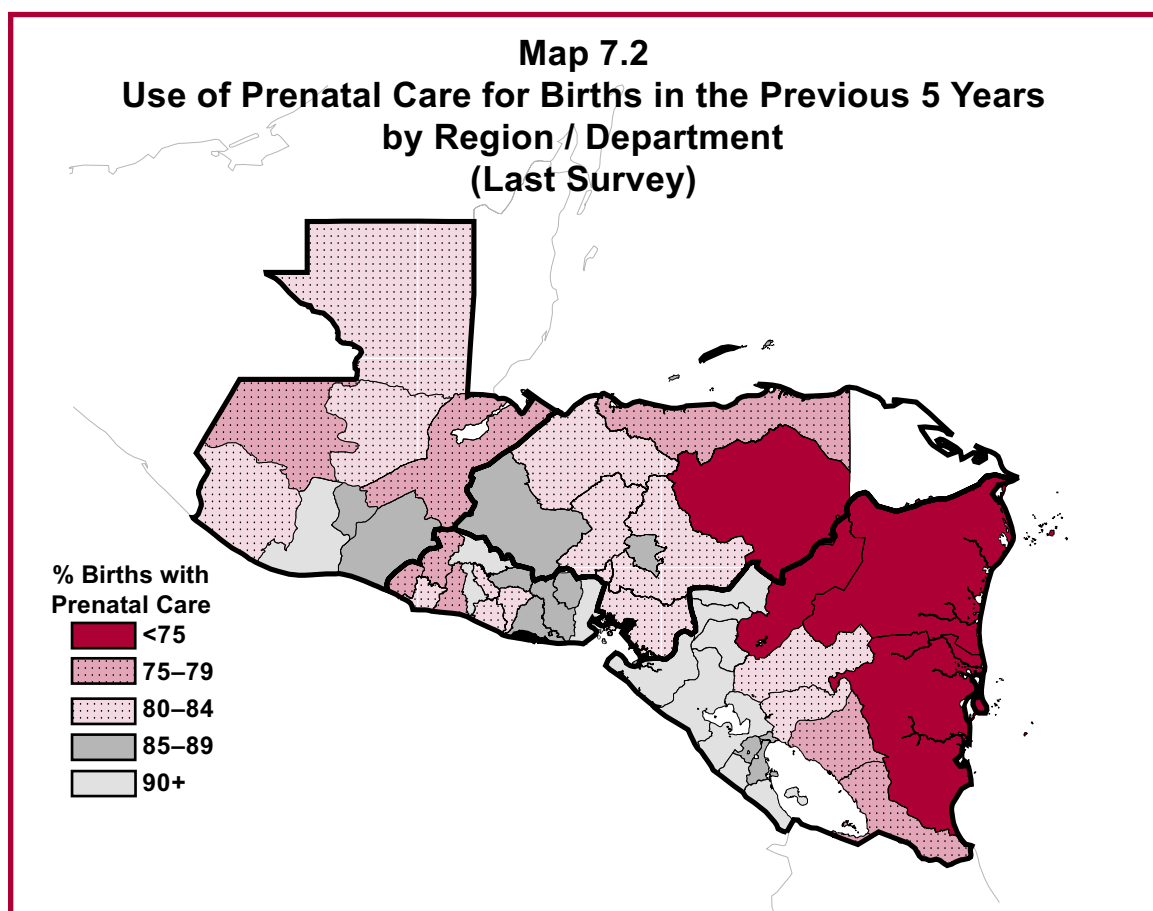 Map 7.2
Use of Prenatal Care for Births in the Previous 5 Years
by Region / Department
(Last Survey)
% Births with
Prenatal Care
<75
75–79
80–84
85–89
90+